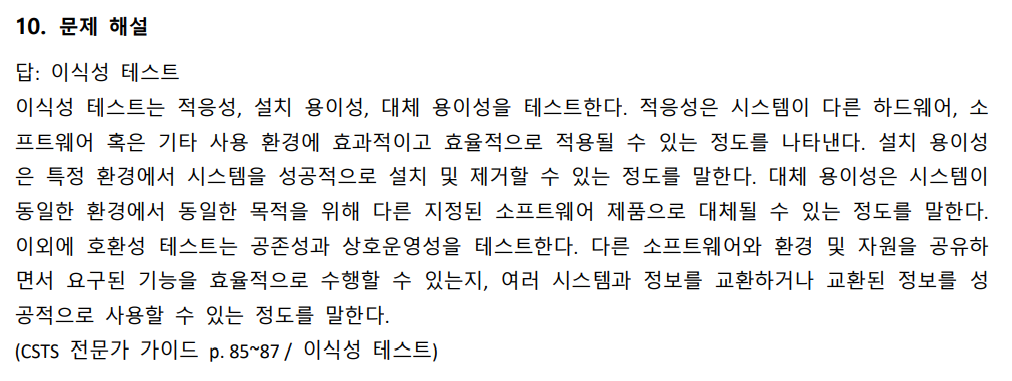 10. 문제 해설
답: 이식성 테스트
이식성 테스트는 적응성, 설치 용이성, 대체 용이성을 테스트한다. 적응성은 시스템이 다른 하드웨어, 소
프트웨어 혹은 기타 사용 환경에 효과적이고 효율적으로 적용될 수 있는 정도를 나타낸다. 설치 용이성
은 특정 환경에서 시스템을 성공적으로 설치 및 제거할 수 있는 정도를 말한다. 대체 용이성은 시스템이
동일한 환경에서 동일한 목적을 위해 다른 지정된 소프트웨어 제품으로 대체될 수 있는 정도를 말한다.
이외에 호환성 테스트는 공존성과 상호운영성을 테스트한다. 다른 소프트웨어와 환경 및 자원을 공유하
면서 요구된 기능을 효율적으로 수행할 수 있는지, 여러 시스템과 정보를 교환하거나 교환된 정보를 성
공적으로 사용할 수 있는 정도를 말한다.
(CSTS 전문가 가이드 p. 85~87 / 이식성 테스트)